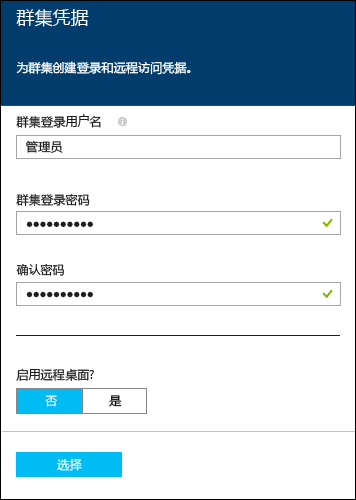 群集凭据
为群集创建登录和远程访问凭据。
群集登录用户名
管理员
群集登录密码
●●●●●●●●●●
确认密码
●●●●●●●●●●
启用远程桌面?
否 是
选择